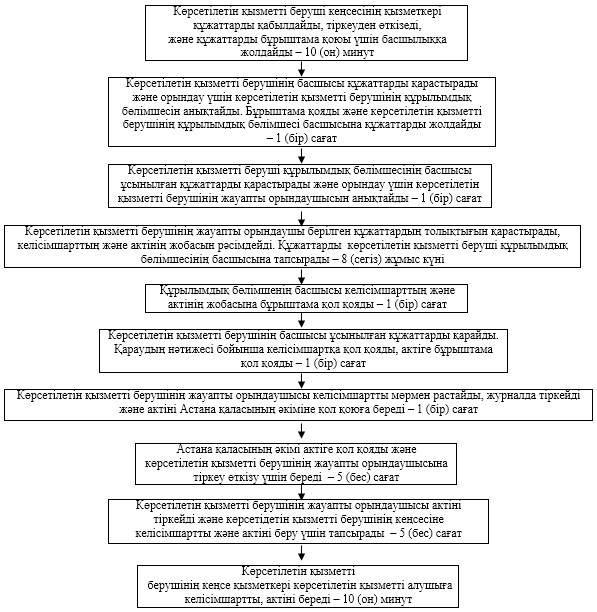 Көрсетілетін қызметті беруші кеңсесінің қызметкері
құжаттарды қабылдайды, тіркеуден өткізеді,
және құжаттарды бұрыштама қоюы үшін басшылыққа
жолдайды – 10 (он) минут
Көрсетілетін қызметті берушінің басшысы құжаттарды қарастырады
және орындау үшін көрсетілетін қызметті берушінің құрылымдық
бөлімшесін анықтайды. Бұрыштама қояды және көрсетілетін қызметті
берушінің құрылымдық бөлімшесі басшысына құжаттарды жолдайды
– 1 (бір) сағат
Көрсетілетін қызметті беруші құрылымдық бөлімшесінің басшысы
ұсынылған құжаттарды қарастырады және орындау үшін көрсетілетін
қызметті берушінің жауапты орындаушысын анықтайды – 1 (бір) сағат
Көрсетілетін қызметті берушінің жауапты орындаушы берілген құжаттардың толықтығын қарастырады,
келісімшарттың және актінің жобасын рәсімдейді. Құжаттарды көрсетілетін қызметті беруші құрылымдық
бөлімшесінің басшысына тапсырады – 8 (сегіз) жұмыс күні
Құрылымдық бөлімшенің басшысы келісімшарттың және
актінің жобасына бұрыштама қол қояды – 1 (бір) сағат
Көрсетілетін қызметті берушінің басшысы ұсынылған құжаттарды қарайды.
Қараудың нәтижесі бойынша келісімшартқа қол қояды, актіге бұрыштама
қол қояды – 1 (бір) сағат
Көрсетілетін қызметті берушінің жауапты орындаушысы келісімшартты мөрмен растайды, журналда тіркейді
және актіні Астана қаласының әкіміне қол қоюға береді – 1 (бір) сағат
Астана қаласының әкімі актіге қол қояды және
көрсетілетін қызметті берушінің жауапты орындаушысына
тіркеу өткізу үшін береді – 5 (бес) сағат
Көрсетілетін қызметті берушінің жауапты орындаушысы актіні
тіркейді және көрсетідетін қызметті берушінің кеңсесіне
келісімшартты және актіні беру үшін тапсырады – 5 (бес) сағат
Көрсетілетін қызметті
берушінің кеңсе қызметкері көрсетілетін қызметті алушыға
келісімшартты, актіні береді – 10 (он) минут